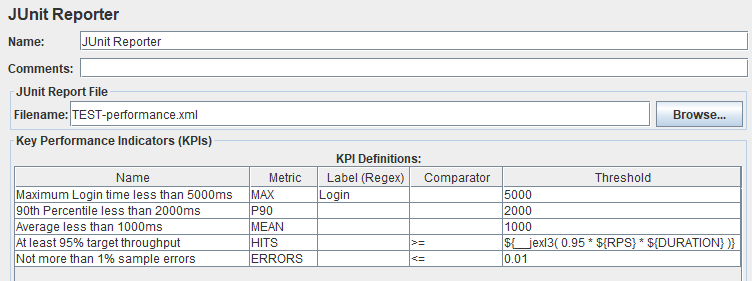 JUnit Reporter
Name: JUnit Reporter
Comments:
JUnit Report File
Filename: TEST-performance.xml Browse...
Key Performance Indicators (KPIs)
KPI Definitions:
Name Metric Label (Regex) Comparator Threshold
Maximum Login time less than 5000ms MAX Login 5000
90th Percentile less than 2000ms P90 2000
Average less than 1000ms MEAN 1000
At least 95% target throughput HITS >= ${__jexl3( 0.95 * ${RPS} * ${DURATION} )}
Not more than 1% sample errors ERRORS <= 0.01